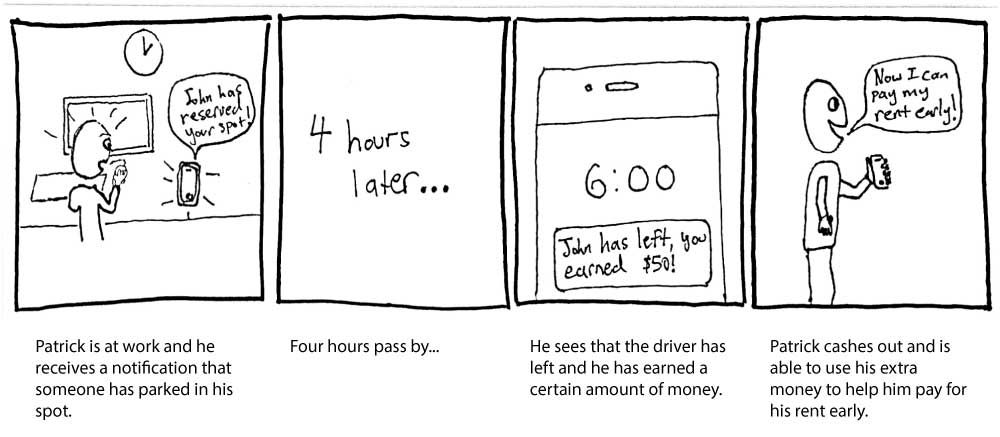 John has
reserved
your spot!
4 hours
later...
6:00
John has left, you
earned $50!
Now I can
pay my
rent early!
Patrick is at work and he
receives a notification that
someone has parked in his
spot.
Four hours pass by...
He sees that the driver has
left and he has earned a
certain amount of money.
Patrick cashes out and is
able to use his extra
money to help him pay for
his rent early.